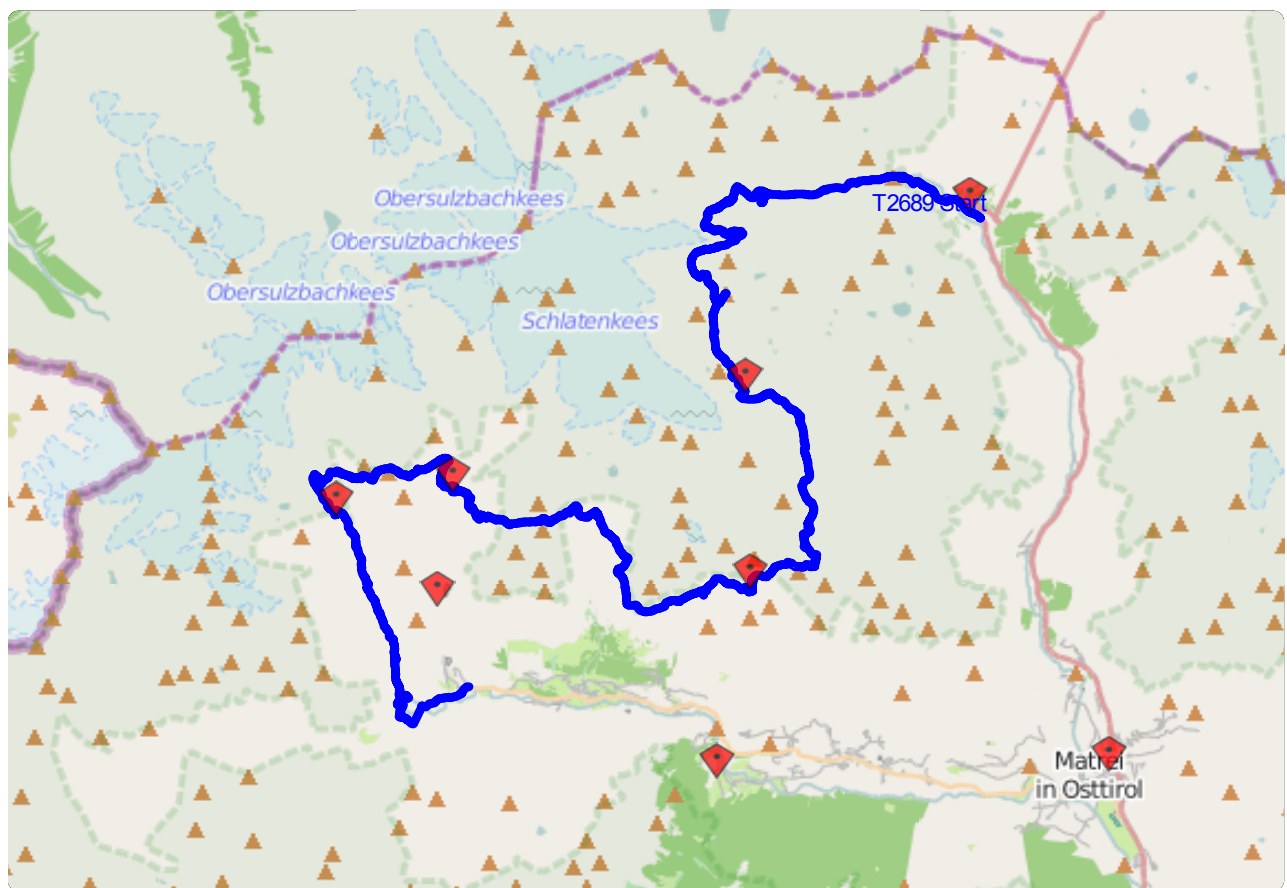 Obersulzbachkees
T2689 Start
Obersulzbachkees
Obersulzbachkees
Schlatenkees
Matrei
in Osttirol